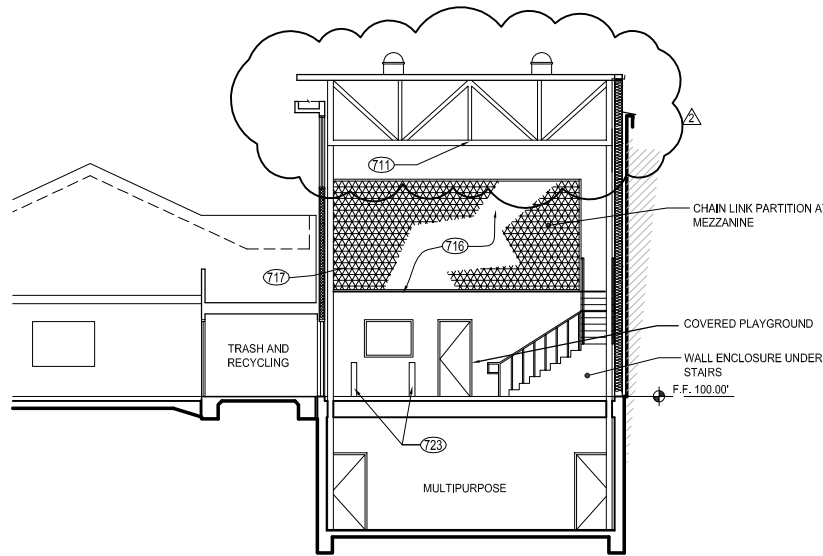 2
711
CHAIN LINK PARTITION A
MEZZANINE
716
717
COVERED PLAYGROUND
TRASH AND
RECYCLING
WALL ENCLOSURE UNDER
STAIRS
F.F. 100.00'
723
MULTIPURPOSE